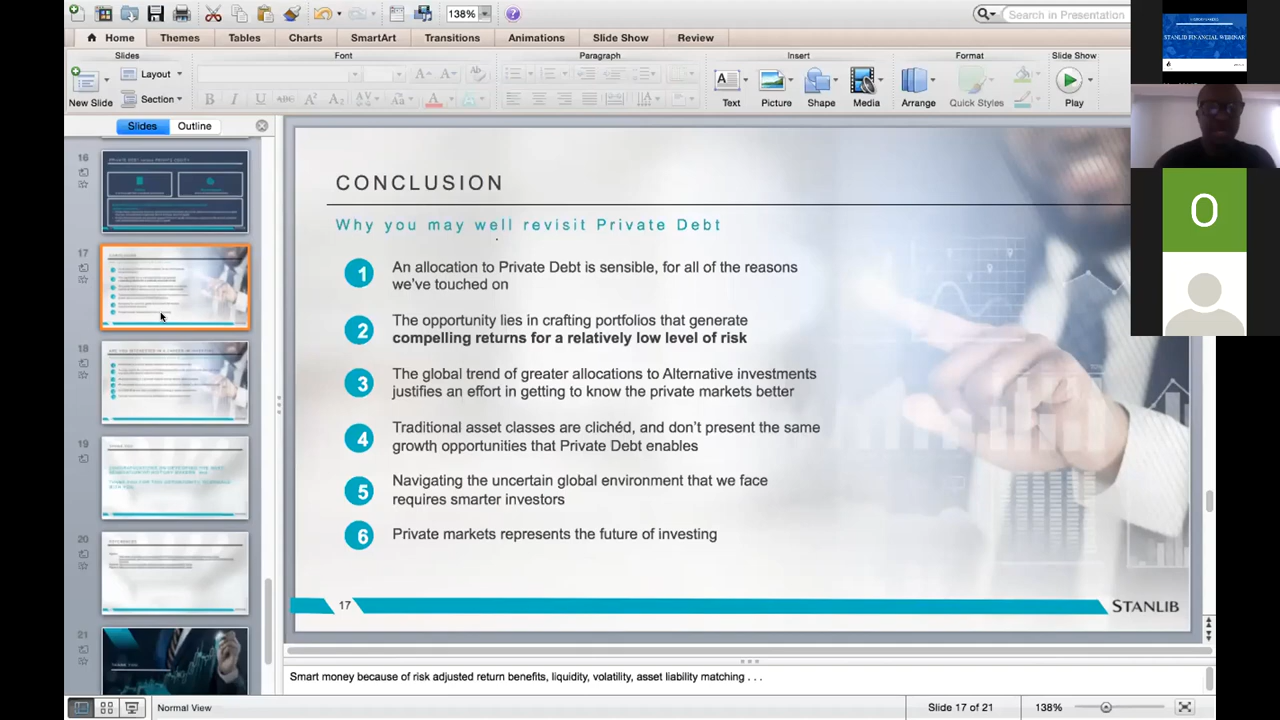 138%
Search in Presentation
Home
Themes
Tables
Charts
SmartArt
Transitions
Animations
Slide Show
Review
Slides
Font
Paragraph
Insert
Format
Slide Show
New Slide
Layout
Section
Text
Picture
Shape
Media
Arrange
Quick Styles
Play
STANLIB FINANCIAL WEBINAR
Slides
Outline
16
17
18
19
20
21
CONCLUSION
Why you may well revisit Private Debt
1 An allocation to Private Debt is sensible, for all of the reasons
we've touched on
2 The opportunity lies in crafting portfolios that generate
compelling returns for a relatively low level of risk
3 The global trend of greater allocations to Alternative investments
justifies an effort in getting to know the private markets better
4 Traditional asset classes are clichéd, and don't present the same
growth opportunities that Private Debt enables
5 Navigating the uncertain global environment that we face
requires smarter investors
6 Private markets represents the future of investing
17
STANLIB
O
Smart money because of risk adjusted return benefits, liquidity, volatility, asset liability matching . . .
Normal View
Slide 17 of 21
138%